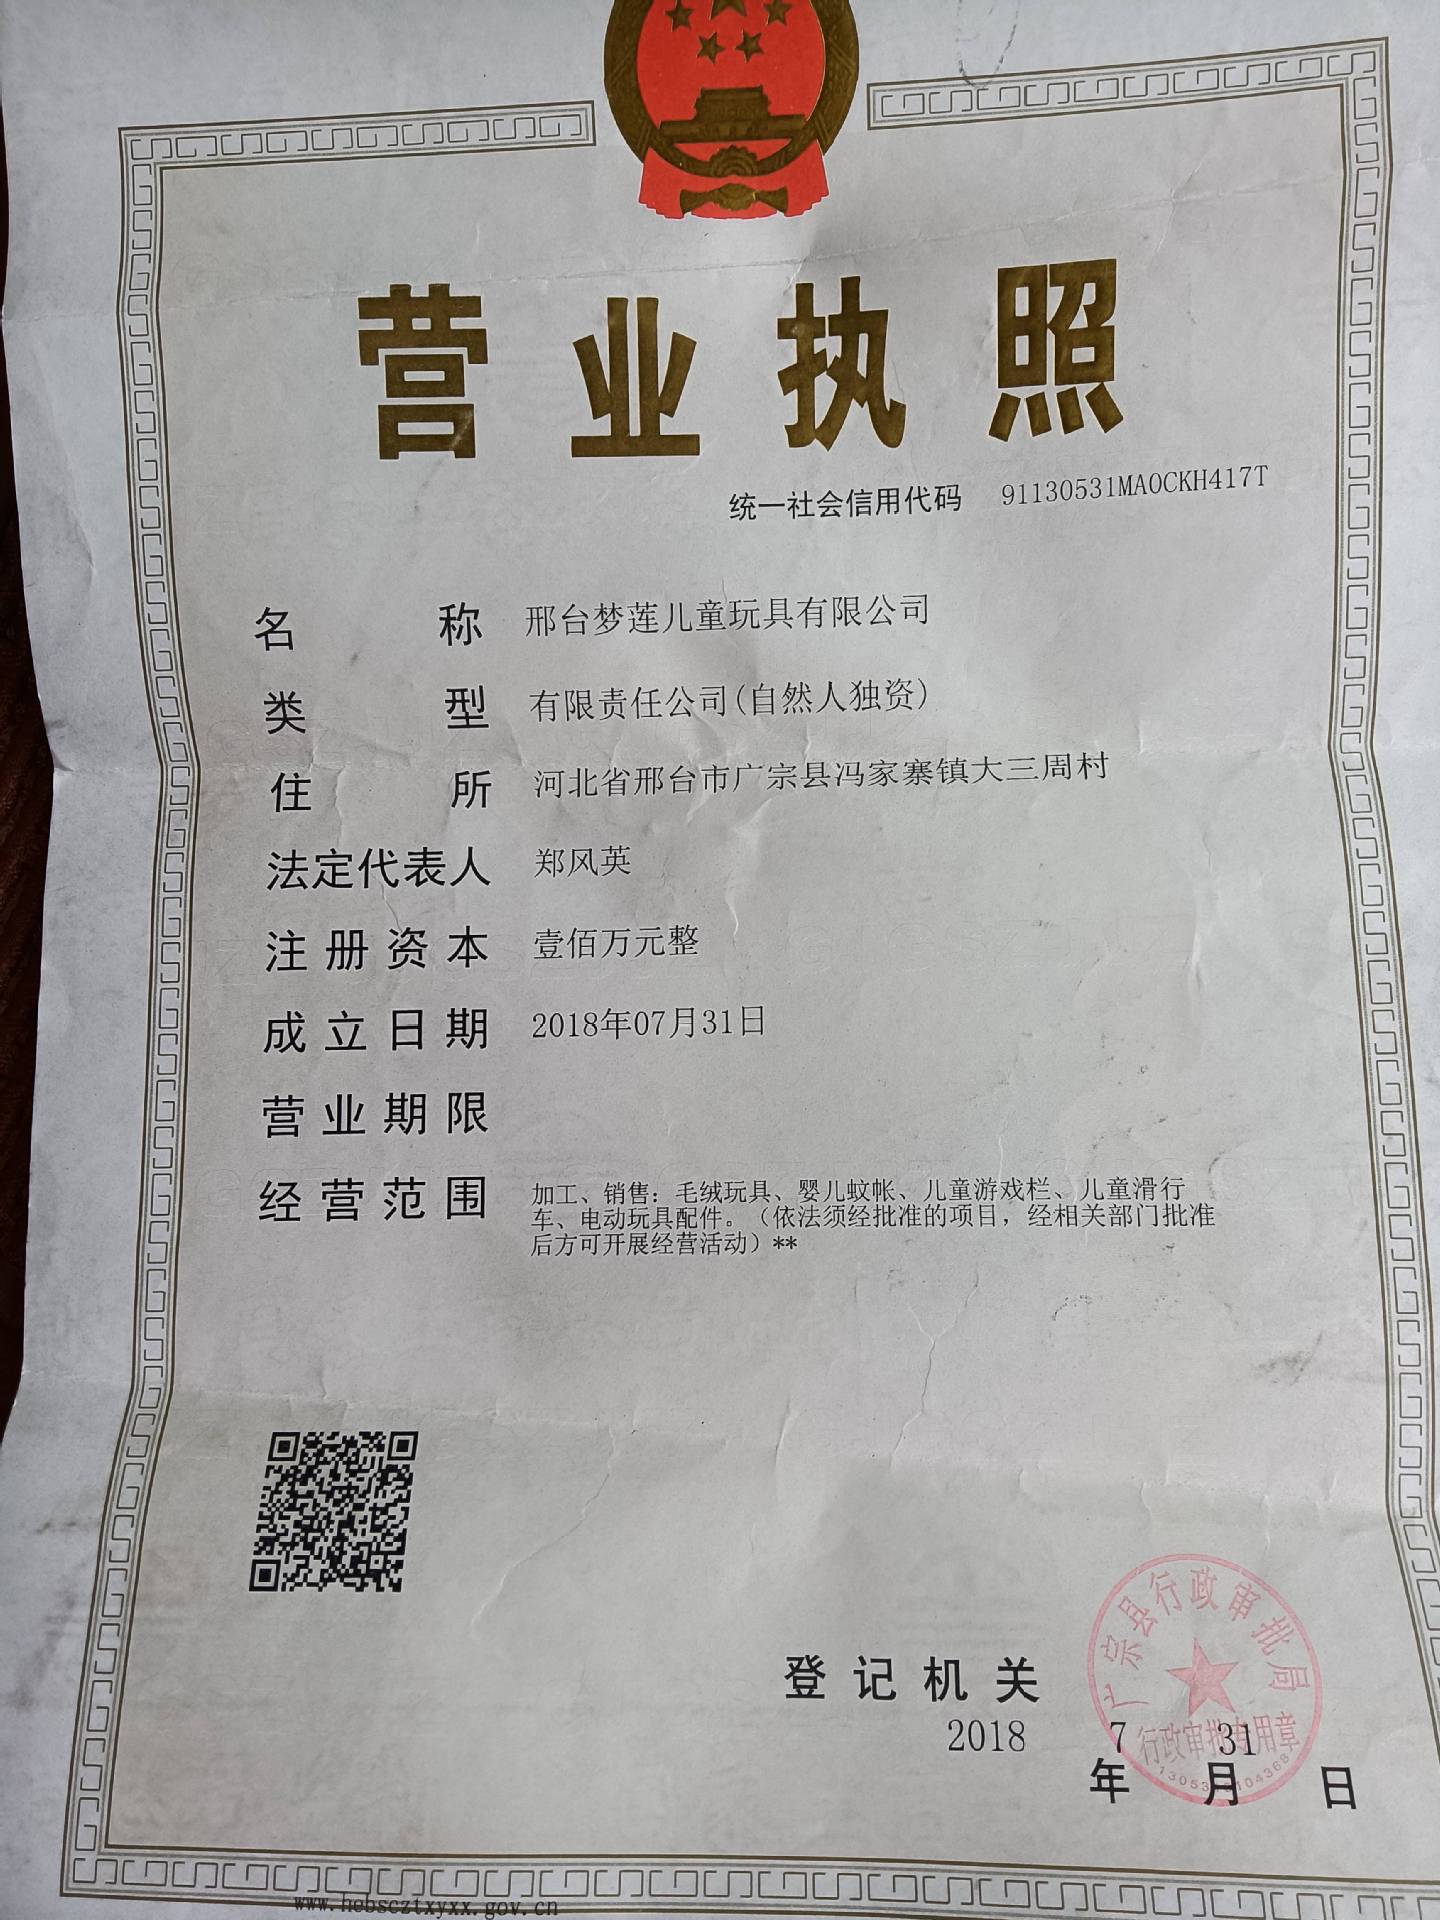 营业执照
统一社会信用代码 91130531MA0CKH417T
名称 邢台梦莲儿童玩具有限公司
类型 有限责任公司(自然人独资)
住所 河北省邢台市广宗县冯家寨镇大三周村
法定代表人 郑风英
注册资本 壹佰万元整
成立日期 2018年07月31日
营业期限
经营范围 加工、销售：毛绒玩具、婴儿蚊帐、儿童游戏栏、儿童滑行
车、电动玩具配件。（依法须经批准的项目，经相关部门批准
后方可开展经营活动）**
登记机关
广宗县行政审批局
行政审批专用章
2018 7 31
年 月 日
www.hebscztxyxx.gov.cn